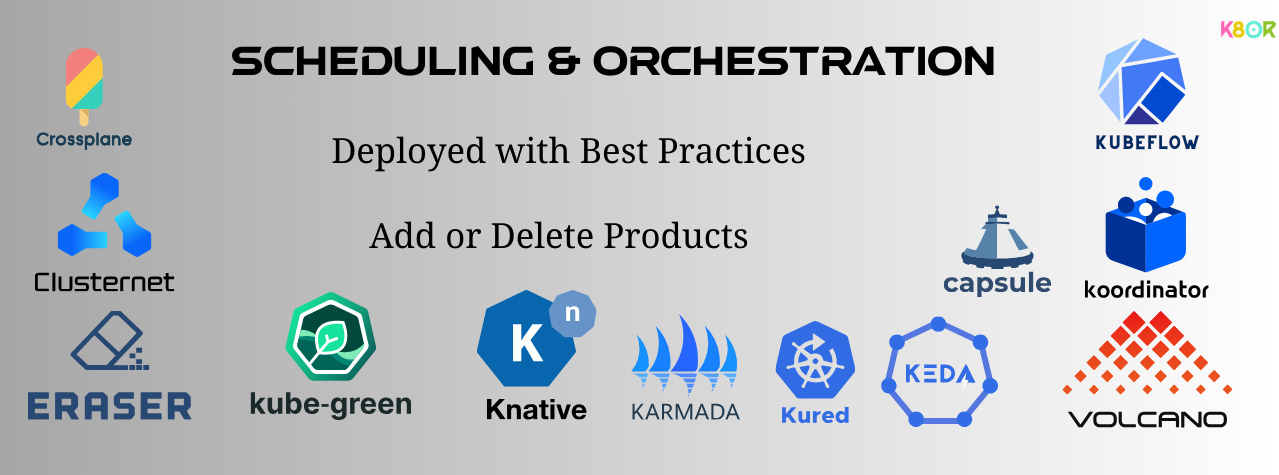 K8OR
SCHEDULING & ORCHESTRATION
Crossplane
KUBEFLOW
Deployed with Best Practices
Add or Delete Products
Clusternet
capsule
koordinator
ERASER
kube-green
K
n
Knative
KARMADA
Kured
KEDA
VOLCANO